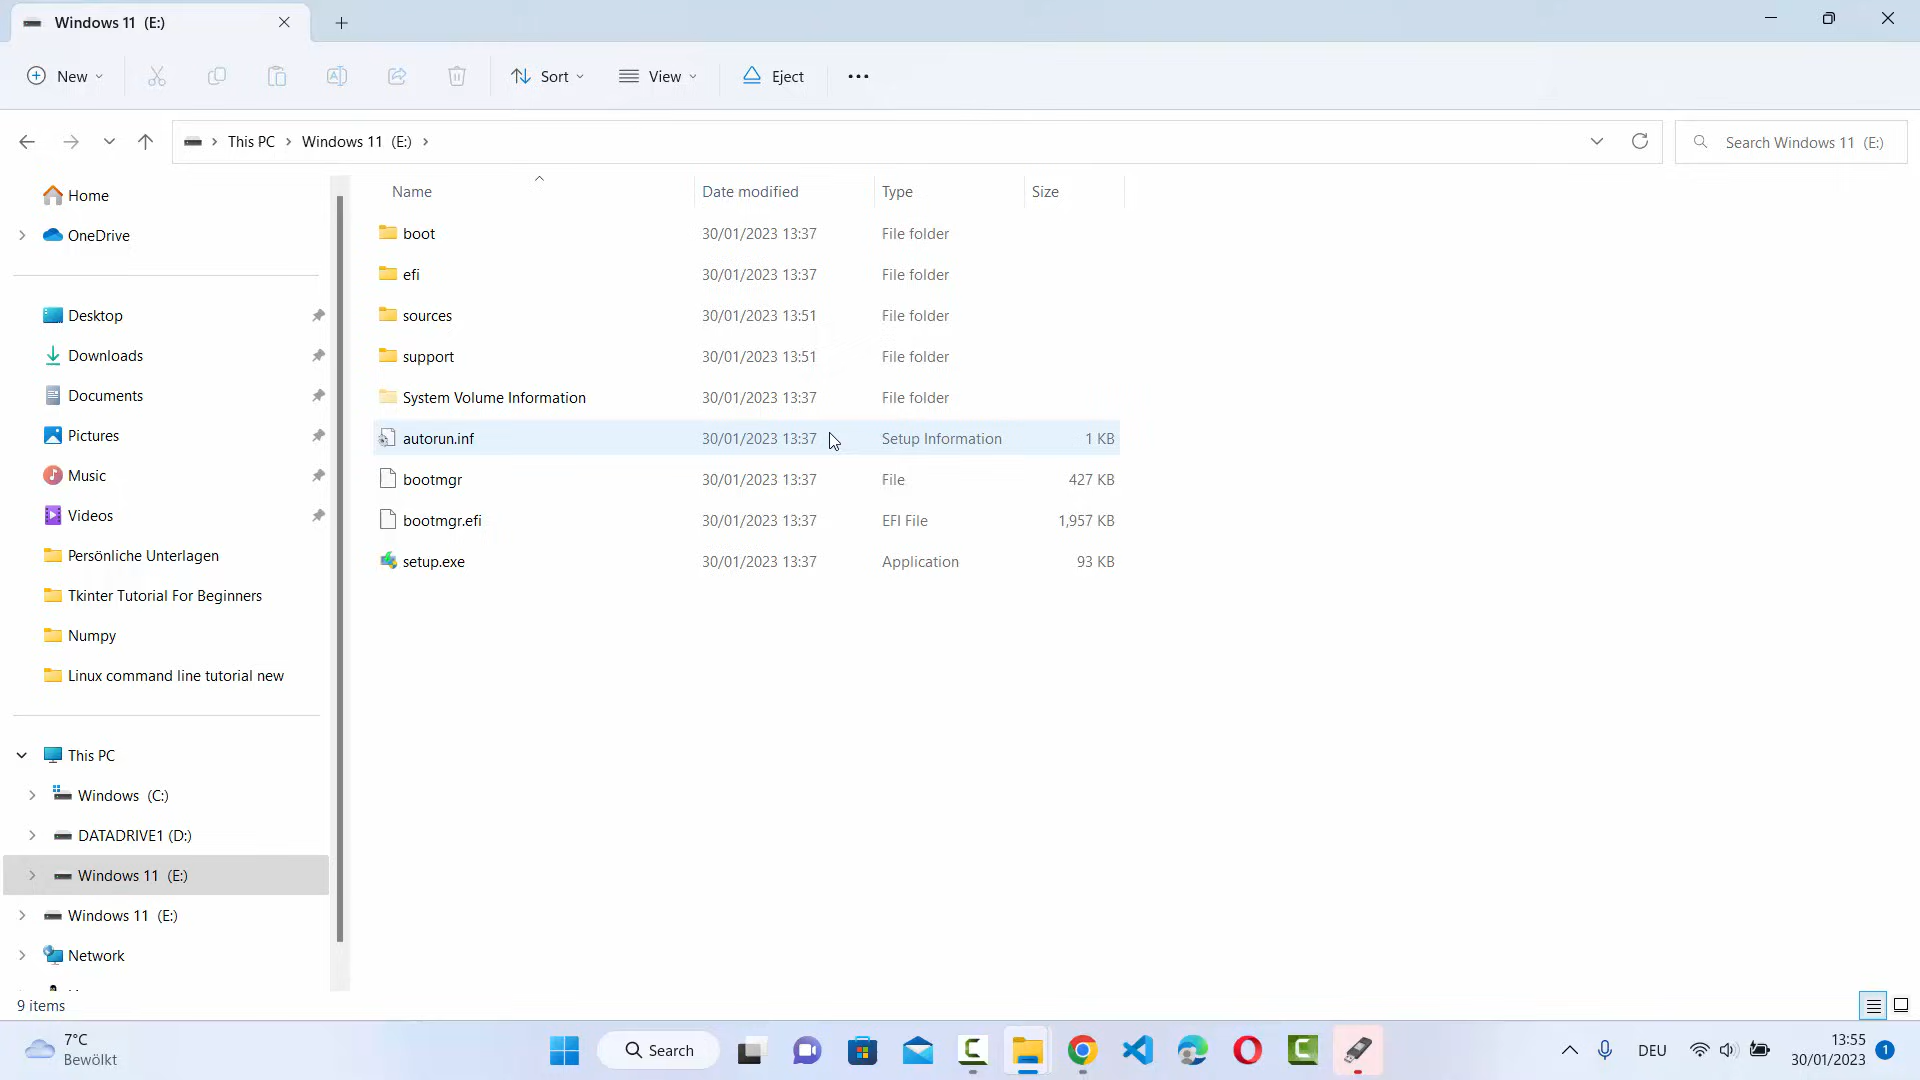 Windows 11 (E:)
New
Sort
View
Eject
This PC
Windows 11 (E:)
Search Windows 11 (E:)
Home
OneDrive
Desktop
Downloads
Documents
Pictures
Music
Videos
Persönliche Unterlagen
Tkinter Tutorial For Beginners
Numpy
Linux command line tutorial new
This PC
Windows (C:)
DATADRIVE1 (D:)
Windows 11 (E:)
Windows 11 (E:)
Network
Name Date modified Type Size
boot 30/01/2023 13:37 File folder
efi 30/01/2023 13:37 File folder
sources 30/01/2023 13:51 File folder
support 30/01/2023 13:51 File folder
System Volume Information 30/01/2023 13:37 File folder
autorun.inf 30/01/2023 13:37 Setup Information 1 KB
bootmgr 30/01/2023 13:37 File 427 KB
bootmgr.efi 30/01/2023 13:37 EFI File 1,957 KB
setup.exe 30/01/2023 13:37 Application 93 KB
9 items
7°C
Bewölkt
Search
DEU
13:55
30/01/2023
1